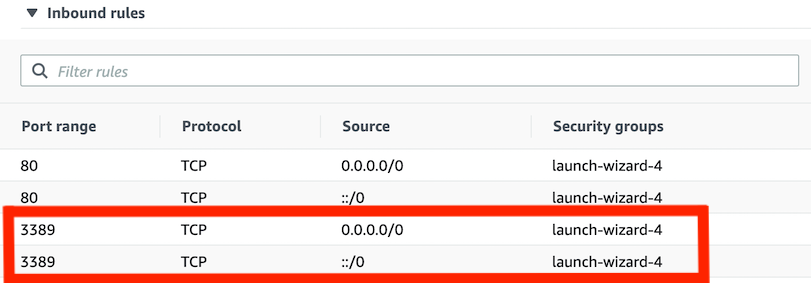 Inbound rules
Filter rules
Port range Protocol Source Security groups
80 TCP 0.0.0.0/0 launch-wizard-4
80 TCP ::/0 launch-wizard-4
3389 TCP 0.0.0.0/0 launch-wizard-4
3389 TCP ::/0 launch-wizard-4